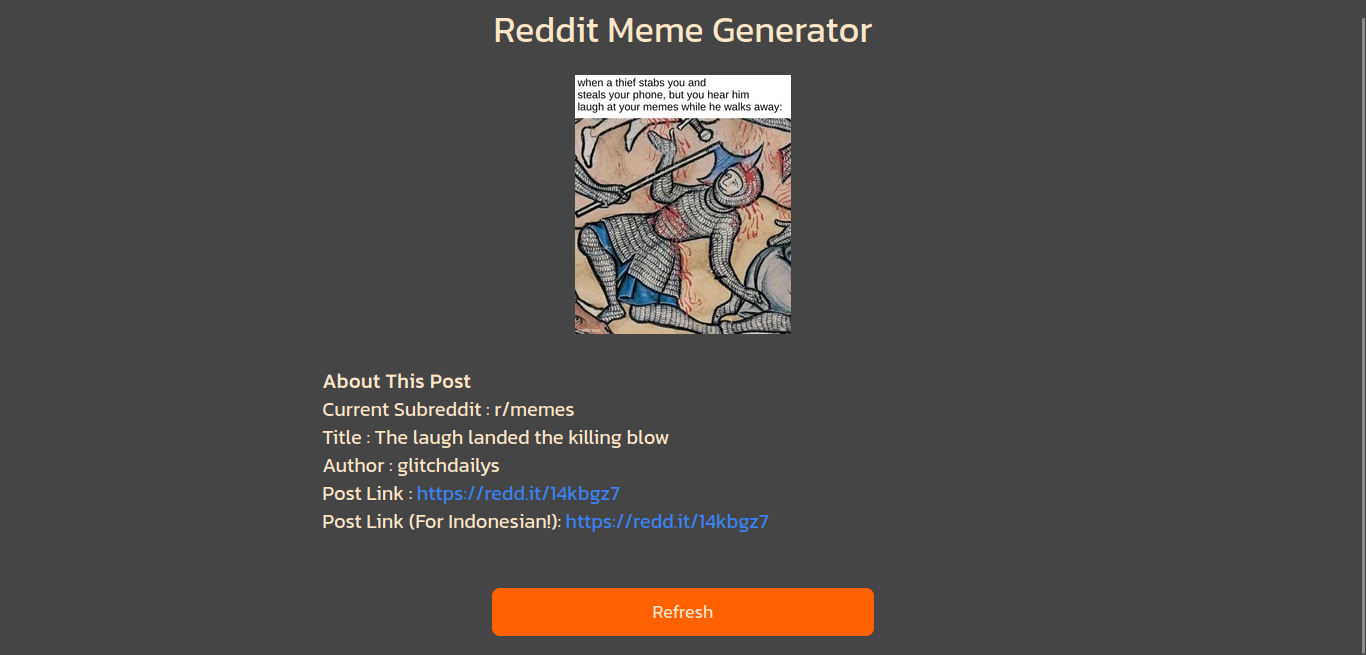 Reddit Meme Generator
when a thief stabs you and
steals your phone, but you hear him
laugh at your memes while he walks away:
About This Post
Current Subreddit : r/memes
Title : The laugh landed the killing blow
Author : glitchdailys
Post Link : https://redd.it/14kbgz7
Post Link (For Indonesian!): https://redd.it/14kbgz7
Refresh